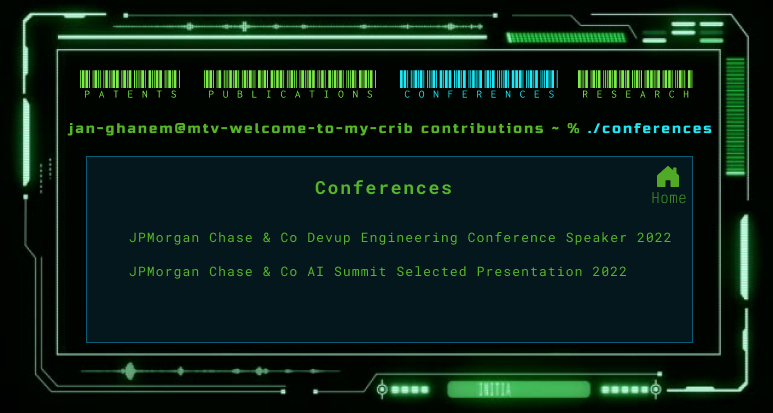 PATENTS PUBLICATIONS CONFERENCES RESEARCH
jan-ghanem@mtv-welcome-to-my-crib contributions ~ % ./conferences
Conferences
Home
JPMorgan Chase & Co Devup Engineering Conference Speaker 2022
JPMorgan Chase & Co AI Summit Selected Presentation 2022
INITIA